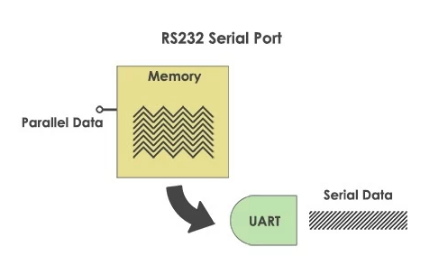 RS232 Serial Port
Memory
Parallel Data
Serial Data
UART